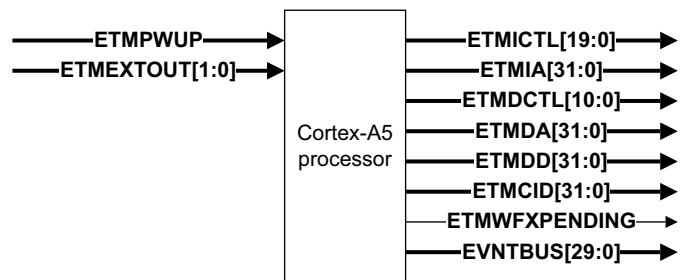 ETMPWUP
ETMEXTOUT[1:0]
Cortex-A5
processor
ETMICTL[19:0]
ETMIA[31:0]
ETMDCTL[10:0]
ETMDA[31:0]
ETMDD[31:0]
ETMCID[31:0]
ETMWFXPENDING
EVNTBUS[29:0]